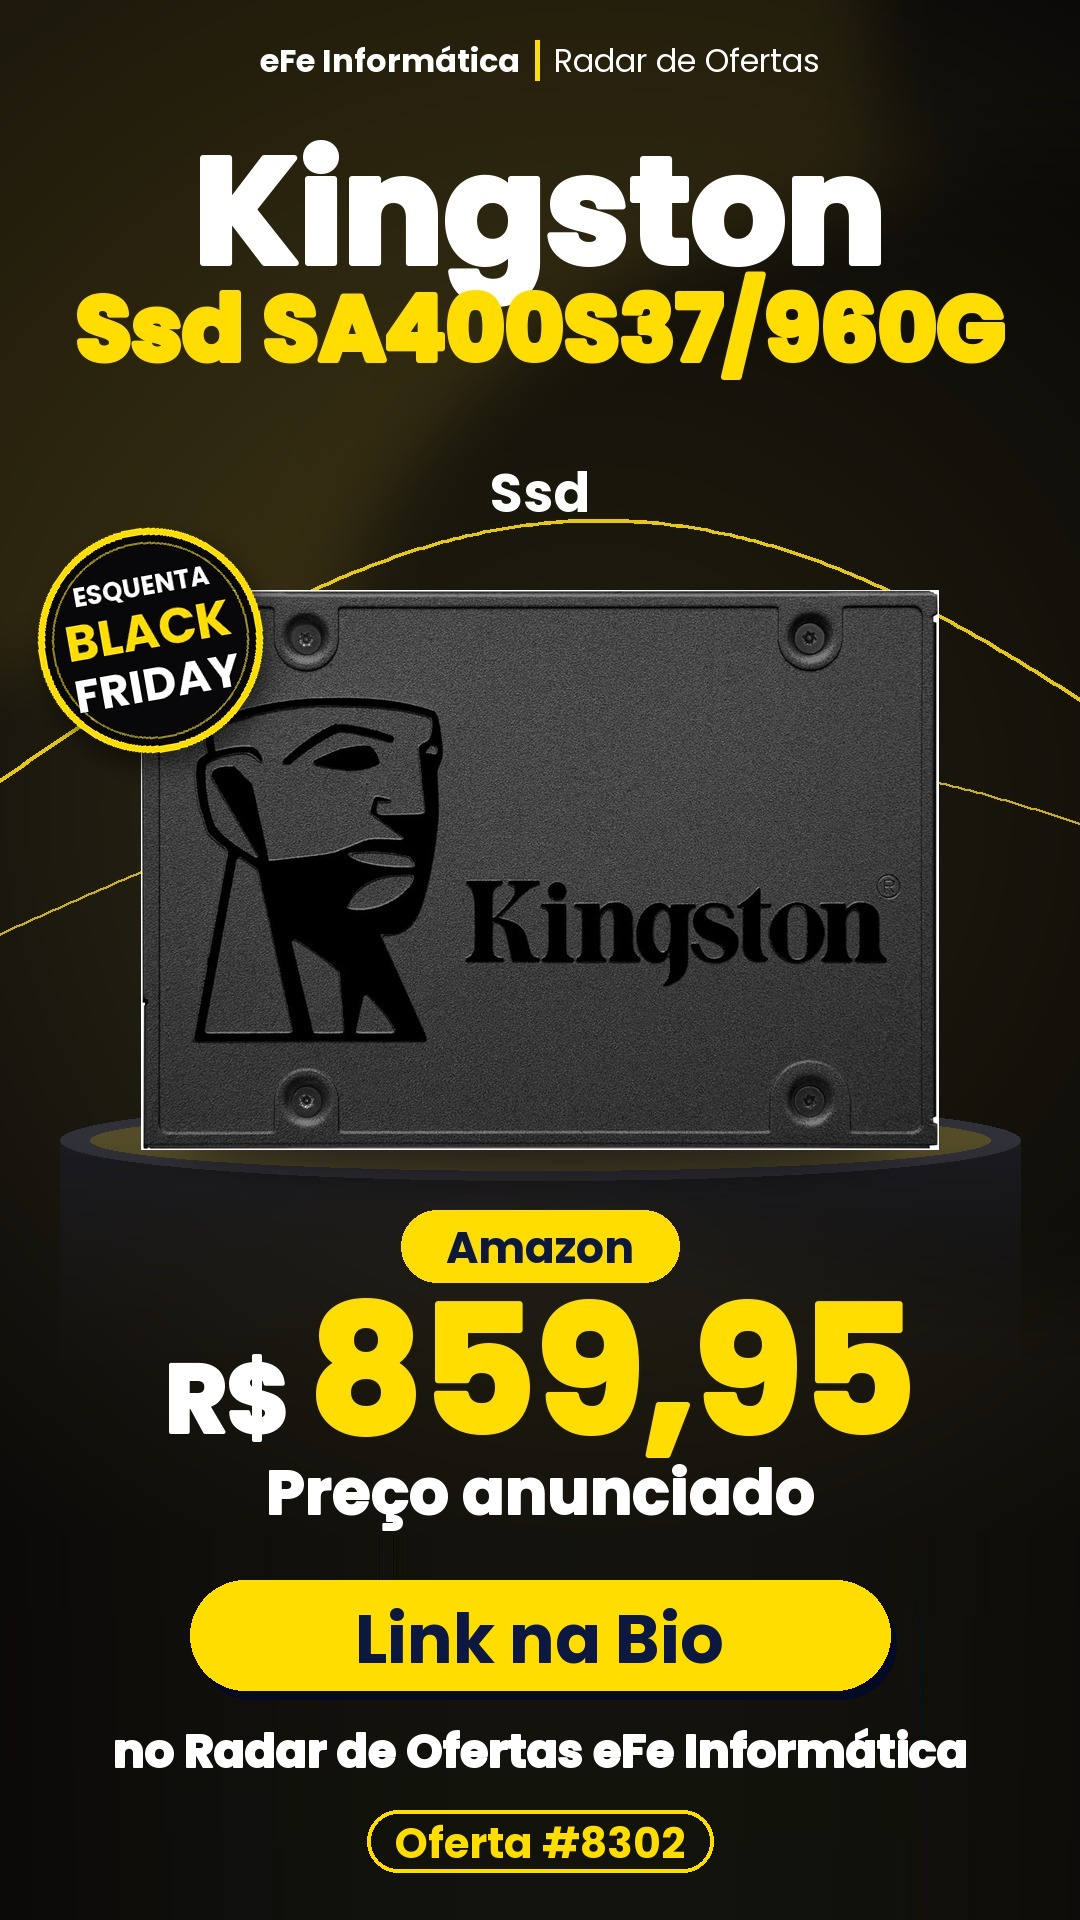 eFe Informática | Radar de Ofertas
Kingston
Ssd SA400S37/960G
Ssd
ESQUENTA
BLACK
FRIDAY
Kingston®
Amazon
R$ 859,95
Preço anunciado
Link na Bio
no Radar de Ofertas eFe Informática
Oferta #8302